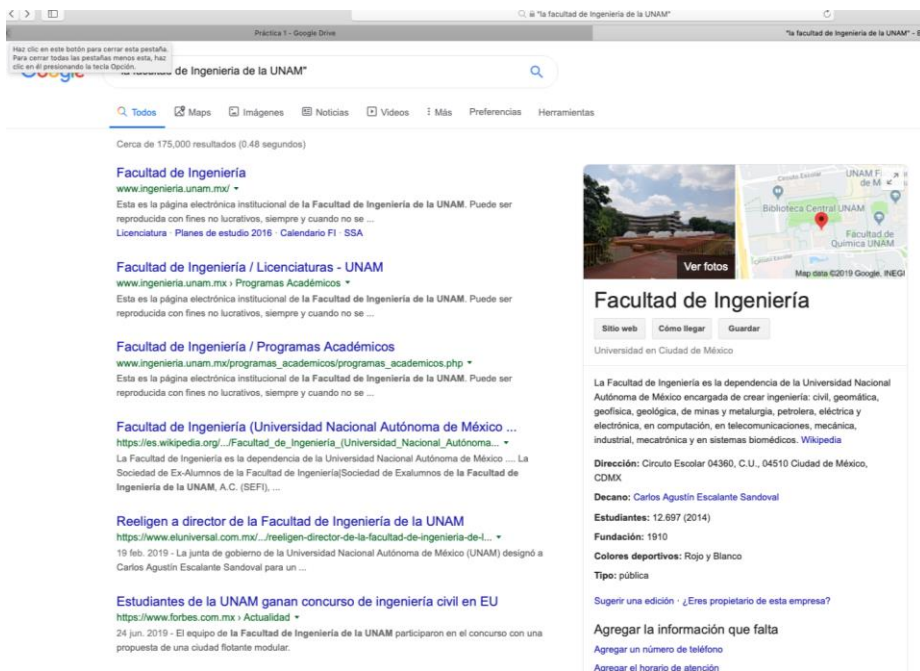 "la facultad de Ingenieria de la UNAM"
Práctica 1 - Google Drive
"la facultad de Ingenieria de la UNAM" -
Haz clic en este botón para cerrar esta pestaña.
Para cerrar todas las pestañas menos esta, haz
clic en él presionando la tecla Opción.
Google
"la facultad de Ingenieria de la UNAM"
Todos Maps Imágenes Noticias Videos Más Preferencias Herramientas
Cerca de 175,000 resultados (0.48 segundos)
Facultad de Ingeniería
www.ingenieria.unam.mx/
Esta es la página electrónica institucional de la Facultad de Ingeniería de la UNAM. Puede ser
reproducida con fines no lucrativos, siempre y cuando no se ...
Licenciatura · Planes de estudio 2016 · Calendario FI · SSA
Facultad de Ingeniería / Licenciaturas - UNAM
www.ingenieria.unam.mx › Programas Académicos
Esta es la página electrónica institucional de la Facultad de Ingeniería de la UNAM. Puede ser
reproducida con fines no lucrativos, siempre y cuando no se ...
Facultad de Ingeniería / Programas Académicos
www.ingenieria.unam.mx/programas_academicos/programas_academicos.php
Esta es la página electrónica institucional de la Facultad de Ingeniería de la UNAM. Puede ser
reproducida con fines no lucrativos, siempre y cuando no se ...
Facultad de Ingeniería (Universidad Nacional Autónoma de México ...
https://es.wikipedia.org/.../Facultad_de_Ingeniería_(Universidad_Nacional_Autónoma...
La Facultad de Ingeniería es la dependencia de la Universidad Nacional Autónoma de México .... La
Sociedad de Ex-Alumnos de la Facultad de Ingeniería|Sociedad de Exalumnos de la Facultad de
Ingeniería de la UNAM, A.C. (SEFI), ...
Reeligen a director de la Facultad de Ingeniería de la UNAM
https://www.eluniversal.com.mx/.../reeligen-director-de-la-facultad-de-ingenieria-de-l...
19 feb. 2019 - La junta de gobierno de la Universidad Nacional Autónoma de México (UNAM) designó a
Carlos Agustín Escalante Sandoval para un ...
Estudiantes de la UNAM ganan concurso de ingeniería civil en EU
https://www.forbes.com.mx › Actualidad
24 jun. 2019 - El equipo de la Facultad de Ingeniería de la UNAM participaron en el concurso con una
propuesta de una ciudad flotante modular.
Ver fotos
Circuito Escolar
UNAM F
de M
Biblioteca Central UNAM
Facultad de
Química UNAM
Map data ©2019 Google, INEGI
Facultad de Ingeniería
Sitio web Cómo llegar Guardar
Universidad en Ciudad de México
La Facultad de Ingeniería es la dependencia de la Universidad Nacional
Autónoma de México encargada de crear ingeniería: civil, geomática,
geofísica, geológica, de minas y metalurgia, petrolera, eléctrica y
electrónica, en computación, en telecomunicaciones, mecánica,
industrial, mecatrónica y en sistemas biomédicos. Wikipedia
Dirección: Circuto Escolar 04360, C.U., 04510 Ciudad de México,
CDMX
Decano: Carlos Agustín Escalante Sandoval
Estudiantes: 12.697 (2014)
Fundación: 1910
Colores deportivos: Rojo y Blanco
Tipo: pública
Sugerir una edición · ¿Eres propietario de esta empresa?
Agregar la información que falta
Agregar un número de teléfono
Agregar el horario de atención